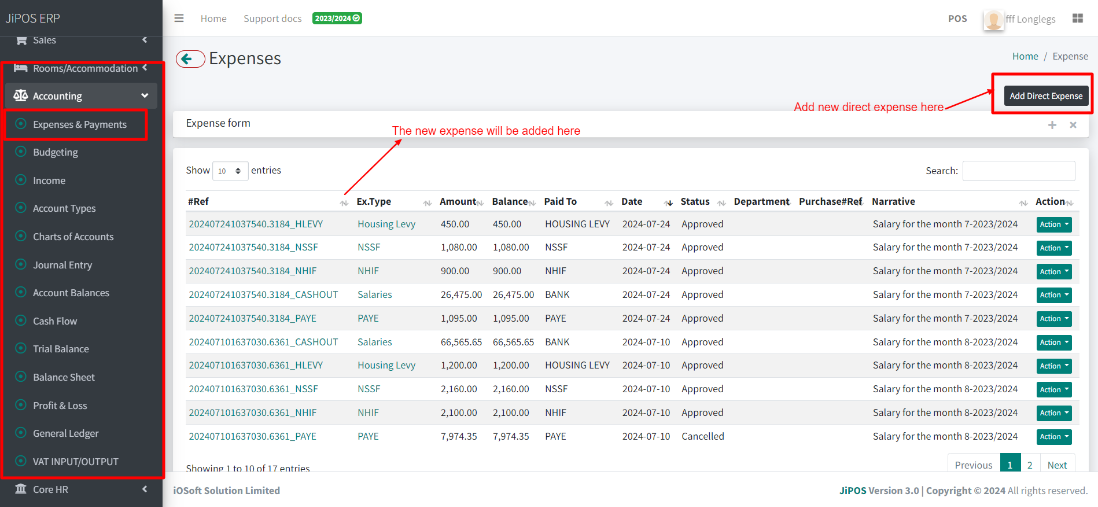 JiPOS ERP
Home Support docs 2023/2024 POS fff Longlegs
Sales
Rooms/Accommodation
Accounting
Expenses & Payments
Budgeting
Income
Account Types
Charts of Accounts
Journal Entry
Account Balances
Cash Flow
Trial Balance
Balance Sheet
Profit & Loss
General Ledger
VAT INPUT/OUTPUT
Core HR
Expenses
Home / Expense
Add Direct Expense
Add new direct expense here
Expense form
The new expense will be added here
Show 10 entries
Search:
#Ref Ex.Type Amount Balance Paid To Date Status Department Purchase#Ref Narrative Action
202407241037540.3184_HLEVY Housing Levy 450.00 450.00 HOUSING LEVY 2024-07-24 Approved Salary for the month 7-2023/2024 Action
202407241037540.3184_NSSF NSSF 1,080.00 1,080.00 NSSF 2024-07-24 Approved Salary for the month 7-2023/2024 Action
202407241037540.3184_NHIF NHIF 900.00 900.00 NHIF 2024-07-24 Approved Salary for the month 7-2023/2024 Action
202407241037540.3184_CASHOUT Salaries 26,475.00 26,475.00 BANK 2024-07-24 Approved Salary for the month 7-2023/2024 Action
202407241037540.3184_PAYE PAYE 1,095.00 1,095.00 PAYE 2024-07-24 Approved Salary for the month 7-2023/2024 Action
202407101637030.6361_CASHOUT Salaries 66,565.65 66,565.65 BANK 2024-07-10 Approved Salary for the month 8-2023/2024 Action
202407101637030.6361_HLEVY Housing Levy 1,200.00 1,200.00 HOUSING LEVY 2024-07-10 Approved Salary for the month 8-2023/2024 Action
202407101637030.6361_NSSF NSSF 2,160.00 2,160.00 NSSF 2024-07-10 Approved Salary for the month 8-2023/2024 Action
202407101637030.6361_NHIF NHIF 2,100.00 2,100.00 NHIF 2024-07-10 Approved Salary for the month 8-2023/2024 Action
202407101637030.6361_PAYE PAYE 7,974.35 7,974.35 PAYE 2024-07-10 Cancelled Salary for the month 8-2023/2024 Action
Showing 1 to 10 of 17 entries
Previous 1 2 Next
iOSoft Solution Limited
JiPOS Version 3.0 | Copyright © 2024 All rights reserved.